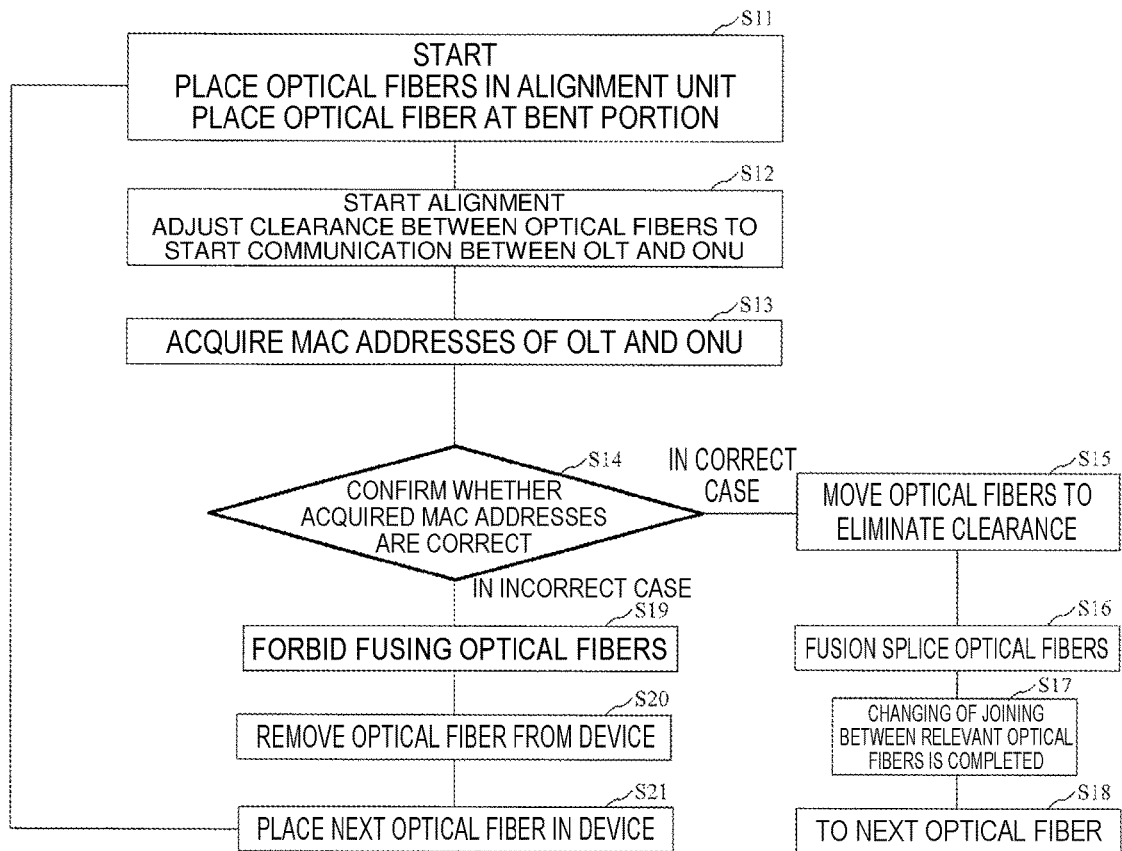 S11
START
PLACE OPTICAL FIBERS IN ALIGNMENT UNIT
PLACE OPTICAL FIBER AT BENT PORTION
S12
START ALIGNMENT
ADJUST CLEARANCE BETWEEN OPTICAL FIBERS TO
START COMMUNICATION BETWEEN OLT AND ONU
S13
ACQUIRE MAC ADDRESSES OF OLT AND ONU
S14
CONFIRM WHETHER
ACQUIRED MAC ADDRESSES
ARE CORRECT
IN CORRECT
CASE
S15
MOVE OPTICAL FIBERS TO
ELIMINATE CLEARANCE
IN INCORRECT CASE
S19
FORBID FUSING OPTICAL FIBERS
S16
FUSION SPLICE OPTICAL FIBERS
S17
CHANGING OF JOINING
BETWEEN RELEVANT OPTICAL
FIBERS IS COMPLETED
S20
REMOVE OPTICAL FIBER FROM DEVICE
S21
PLACE NEXT OPTICAL FIBER IN DEVICE
S18
TO NEXT OPTICAL FIBER